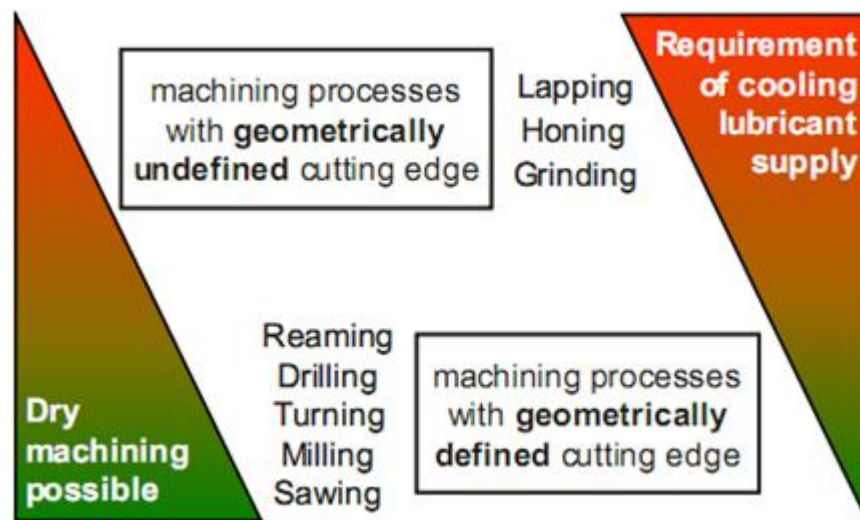 machining processes
with geometrically
undefined cutting edge
Lapping
Honing
Grinding
Requirement
of cooling
lubricant
supply
Dry
machining
possible
Reaming
Drilling
Turning
Milling
Sawing
machining processes
with geometrically
defined cutting edge